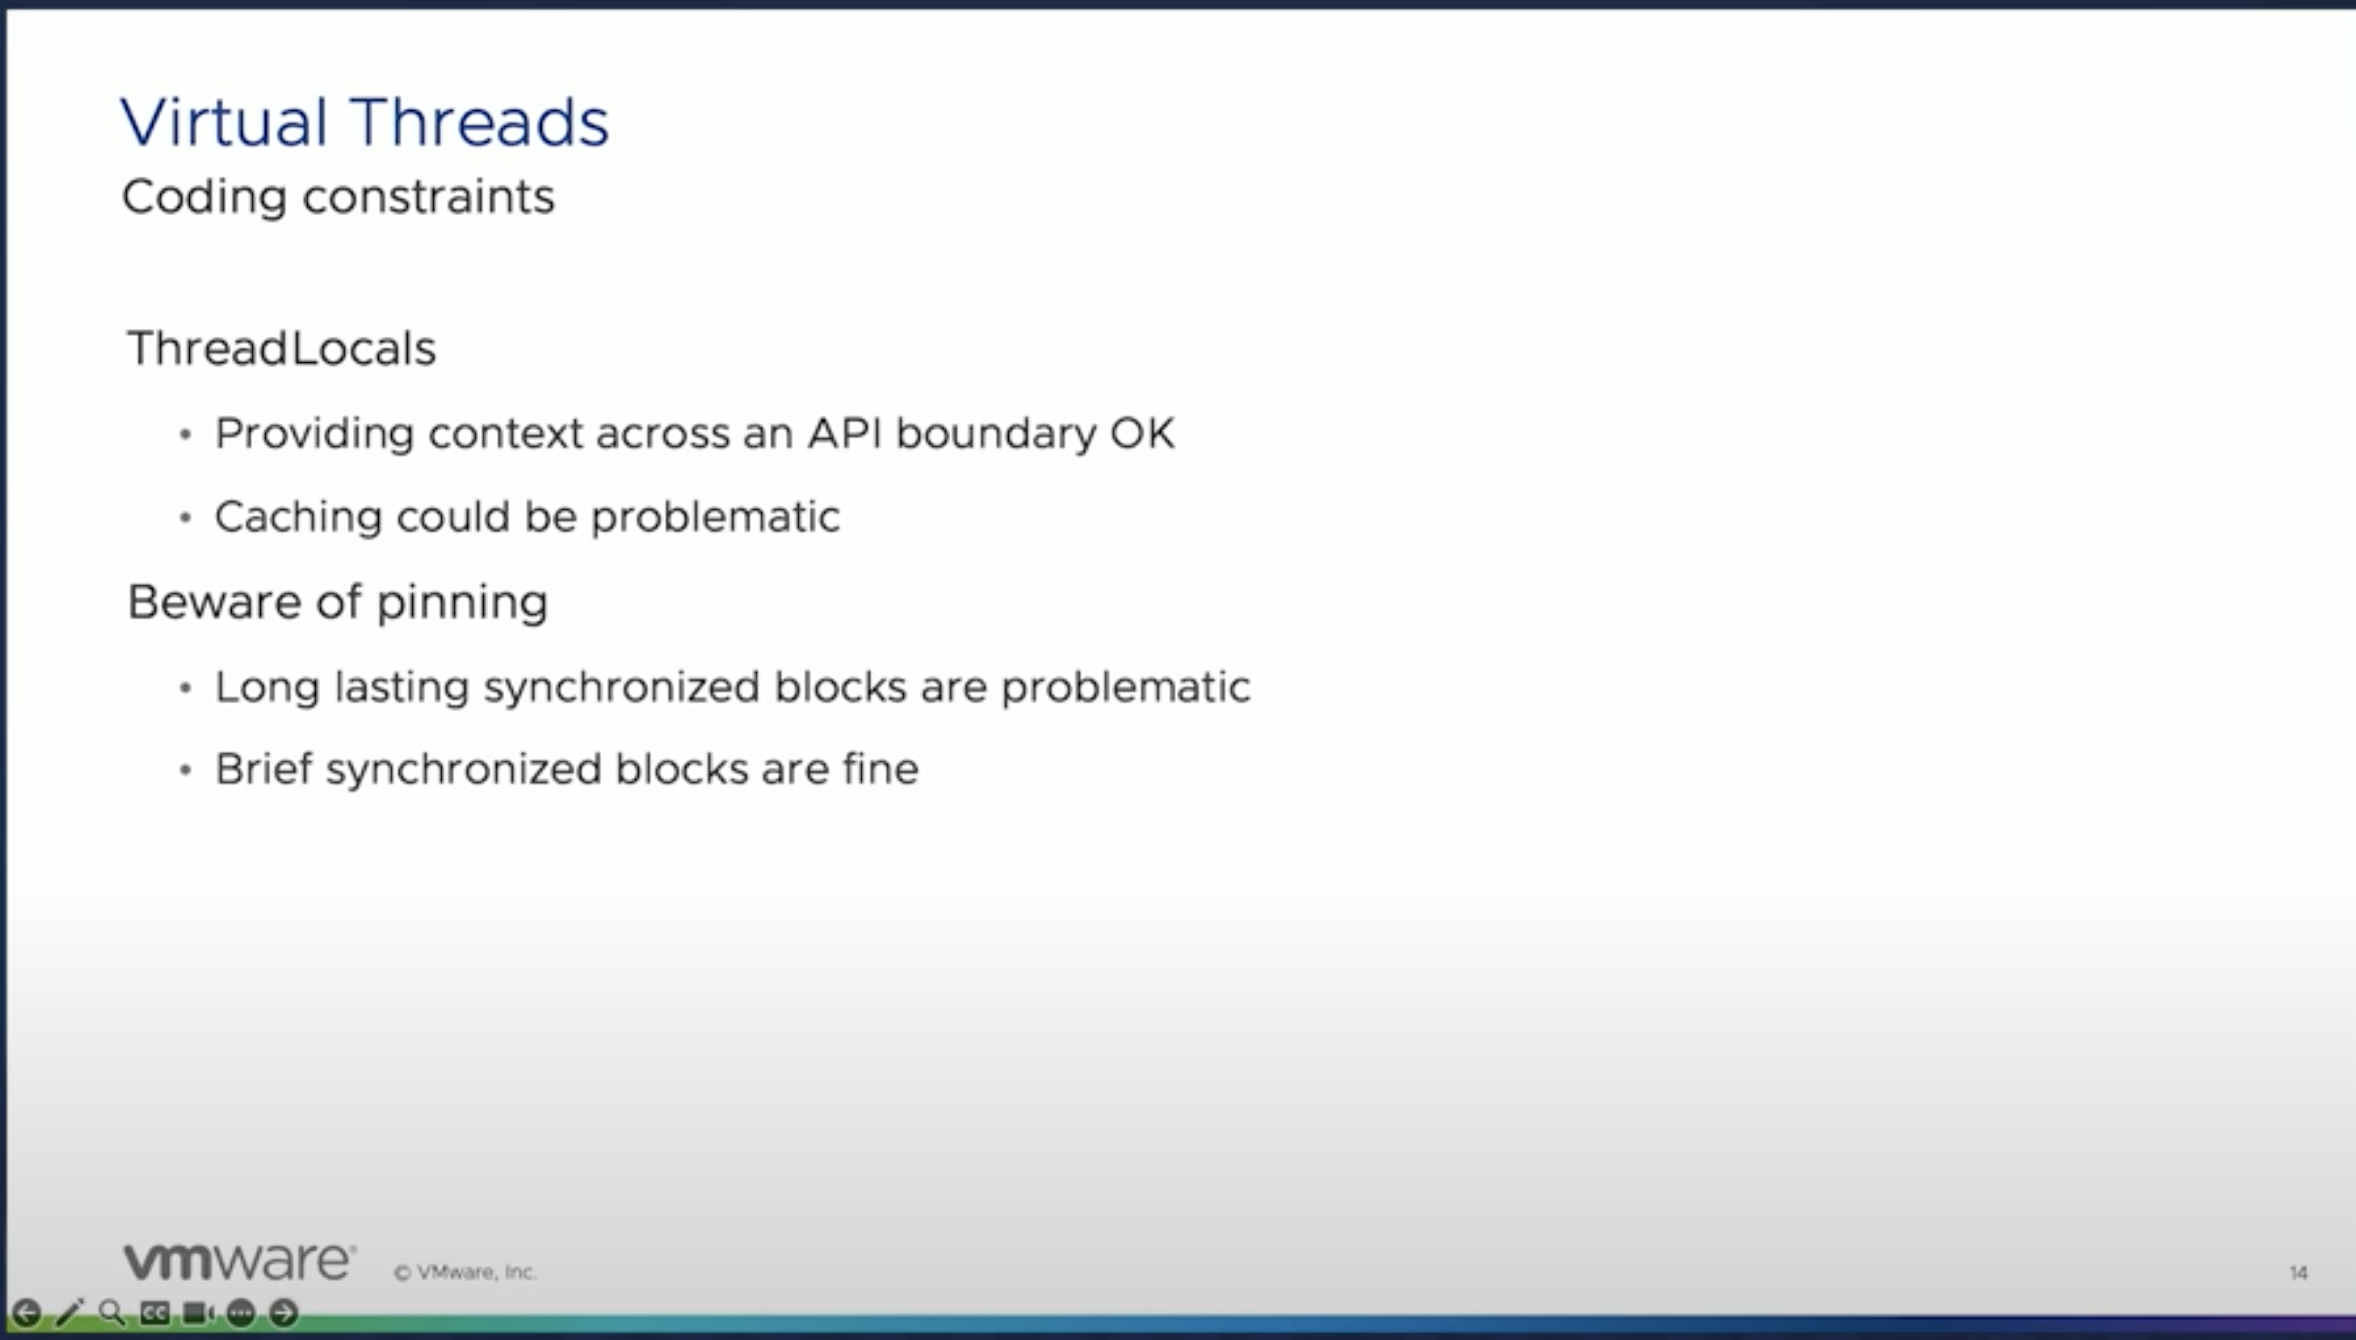 Virtual Threads
Coding constraints
ThreadLocals
• Providing context across an API boundary OK
• Caching could be problematic
Beware of pinning
• Long lasting synchronized blocks are problematic
• Brief synchronized blocks are fine
vmware® © VMware, Inc. 14
CC